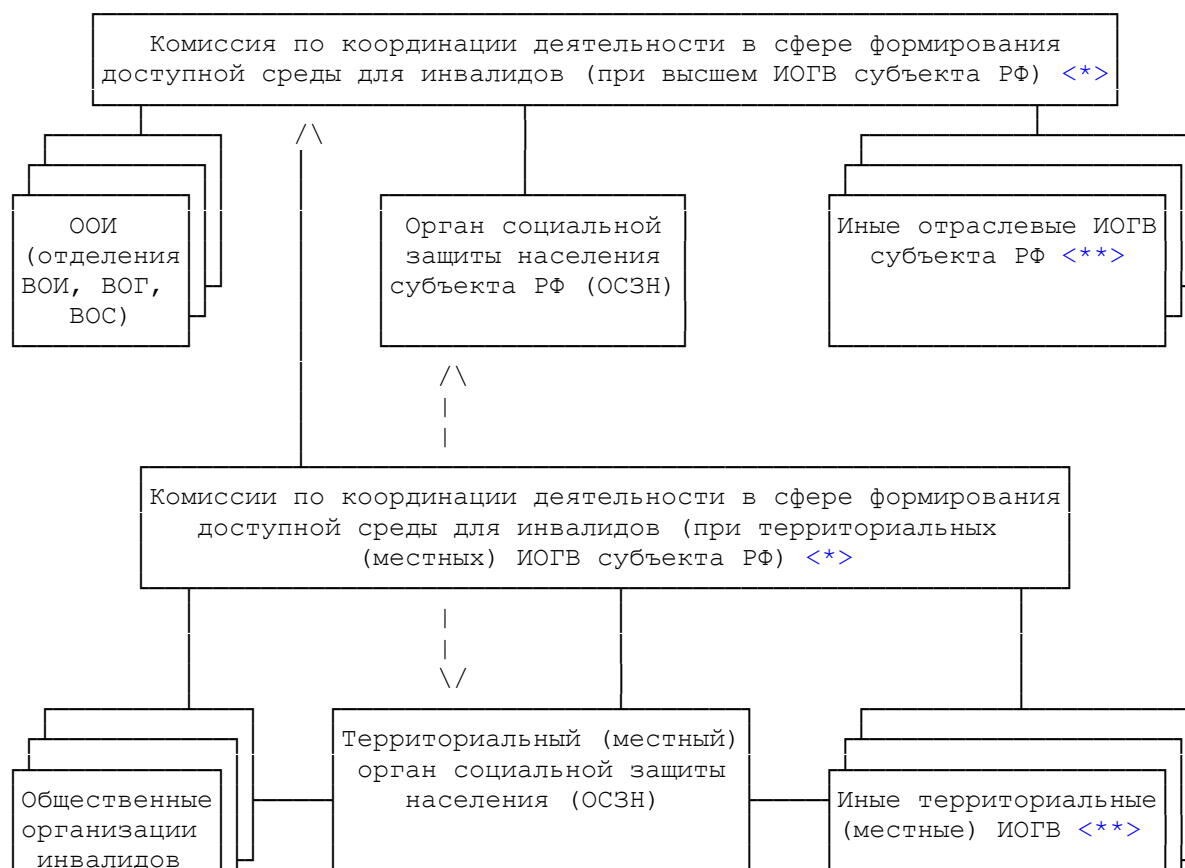 Комиссия по координации деятельности в сфере формирования
доступной среды для инвалидов (при высшем ИОГВ субъекта РФ) <*>
ООИ
(отделения
ВОИ, ВОГ,
ВОС)
Орган социальной
защиты населения
субъекта РФ (ОСЗН)
Иные отраслевые ИОГВ
субъекта РФ <**>
Комиссии по координации деятельности в сфере формирования
доступной среды для инвалидов (при территориальных
(местных) ИОГВ субъекта РФ) <*>
Общественные
организации
инвалидов
Территориальный (местный)
орган социальной защиты
населения (ОСЗН)
Иные территориальные
(местные) ИОГВ <**>